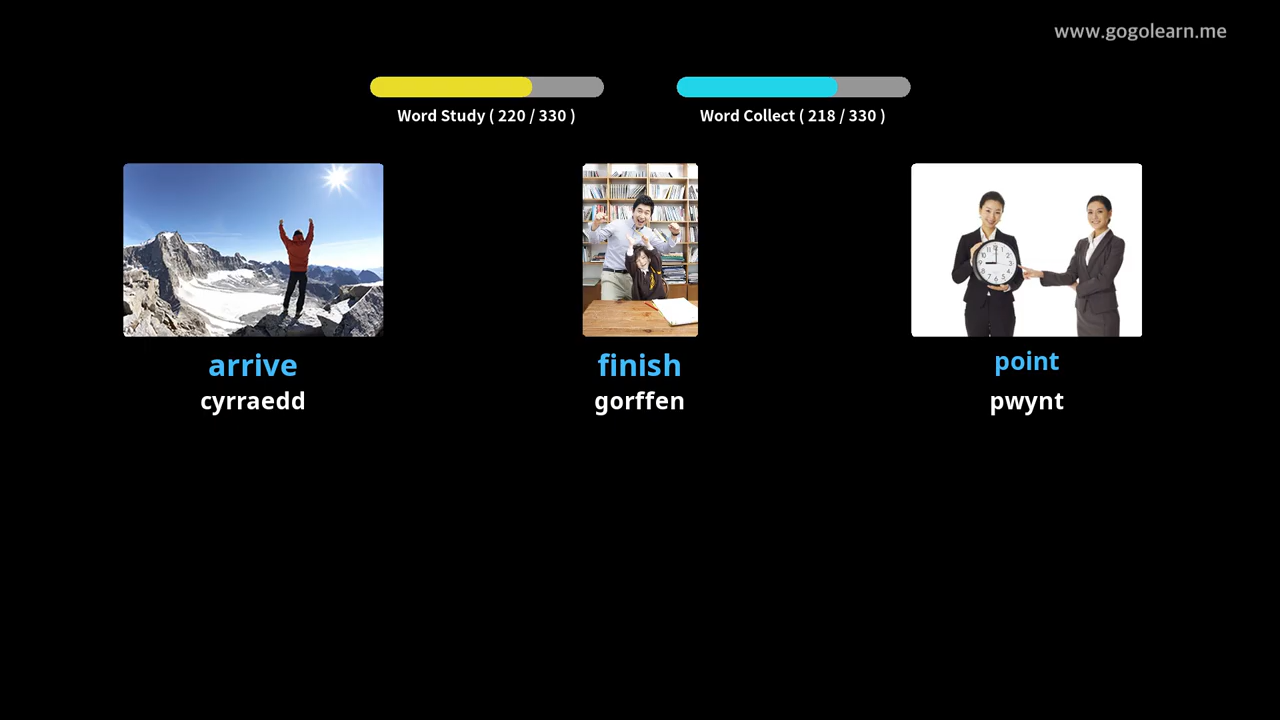 www.gogolearn.me
Word Study ( 220 / 330 )
Word Collect ( 218 / 330 )
arrive
cyrraedd
finish
gorffen
point
pwynt